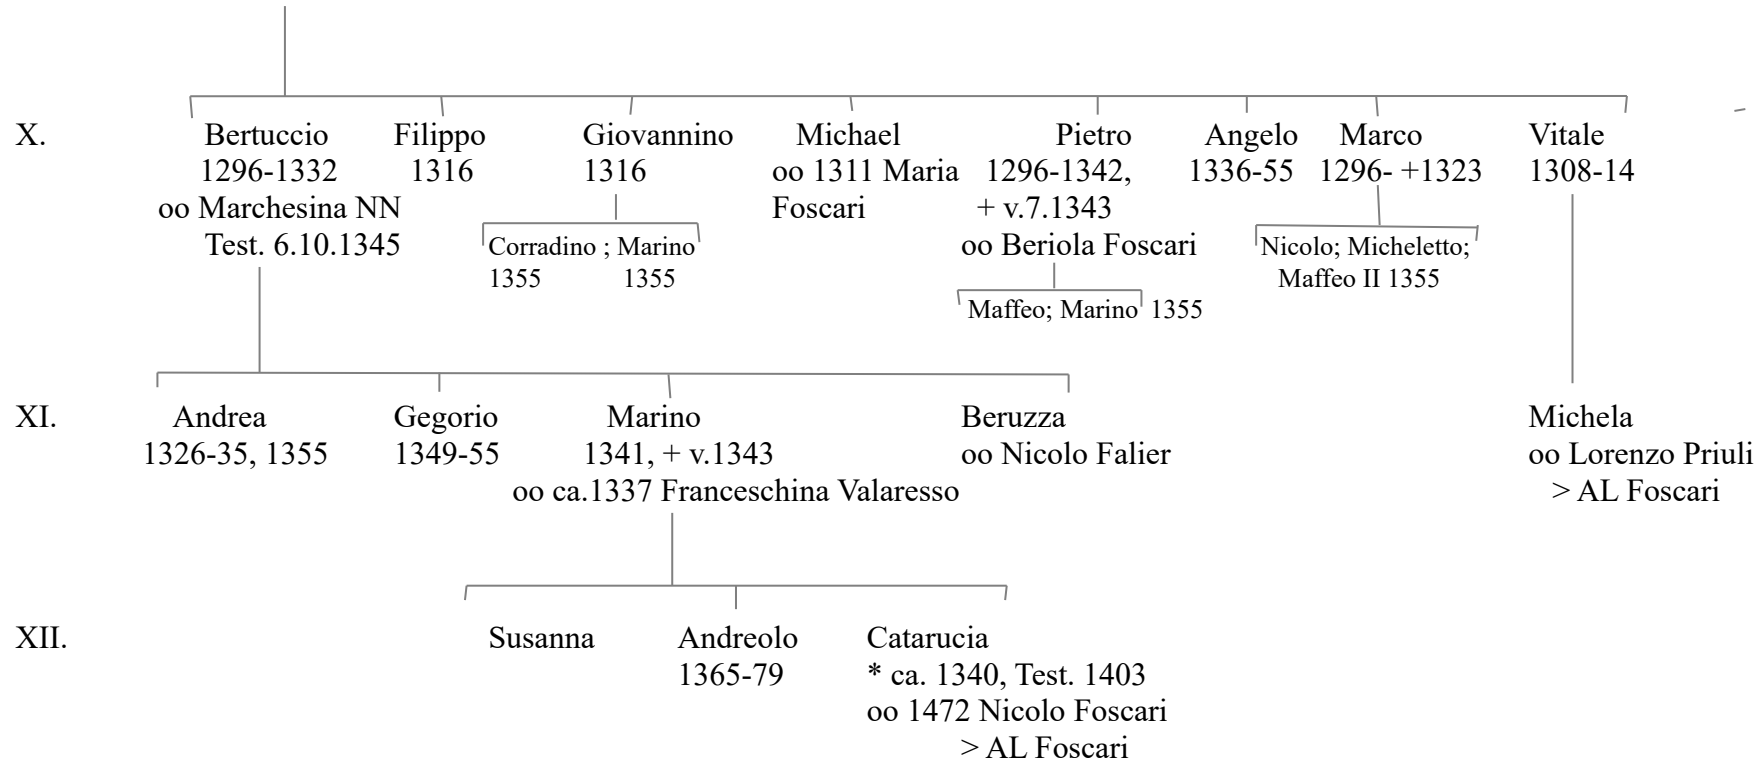 X. Bertuccio Filippo Giovannino Michael Pietro Angelo Marco Vitale
1296-1332 1316 1316 oo 1311 Maria 1296-1342, 1336-55 1296- +1323 1308-14
oo Marchesina NN Foscari + v.7.1343
Test. 6.10.1345 Corradino ; Marino oo Beriola Foscari Nicolo; Micheletto;
1355 1355 Maffeo II 1355
Maffeo; Marino 1355
XI. Andrea Gegorio Marino Beruzza Michela
1326-35, 1355 1349-55 1341, + v.1343 oo Nicolo Falier oo Lorenzo Priuli
oo ca.1337 Franceschina Valaresso > AL Foscari
XII. Susanna Andreolo Catarucia
1365-79 * ca. 1340, Test. 1403
oo 1472 Nicolo Foscari
> AL Foscari